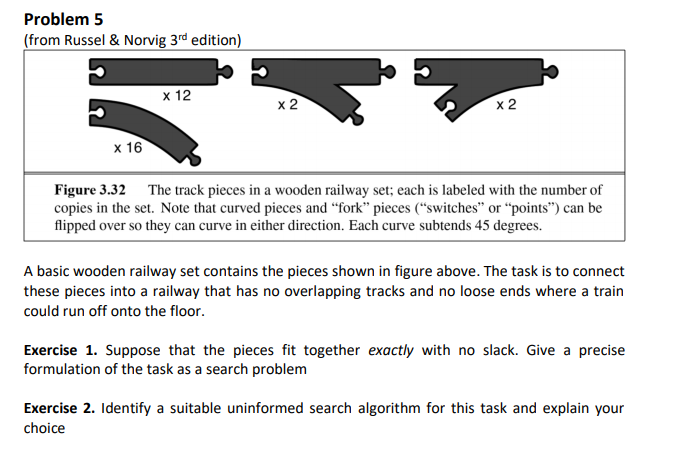 Problem 5
(from Russel & Norvig 3rd edition)
x 12
x 2
x 2
x 16
Figure 3.32 The track pieces in a wooden railway set; each is labeled with the number of
copies in the set. Note that curved pieces and “fork” pieces (“switches” or “points”) can be
flipped over so they can curve in either direction. Each curve subtends 45 degrees.
A basic wooden railway set contains the pieces shown in figure above. The task is to connect
these pieces into a railway that has no overlapping tracks and no loose ends where a train
could run off onto the floor.
Exercise 1. Suppose that the pieces fit together exactly with no slack. Give a precise
formulation of the task as a search problem
Exercise 2. Identify a suitable uninformed search algorithm for this task and explain your
choice